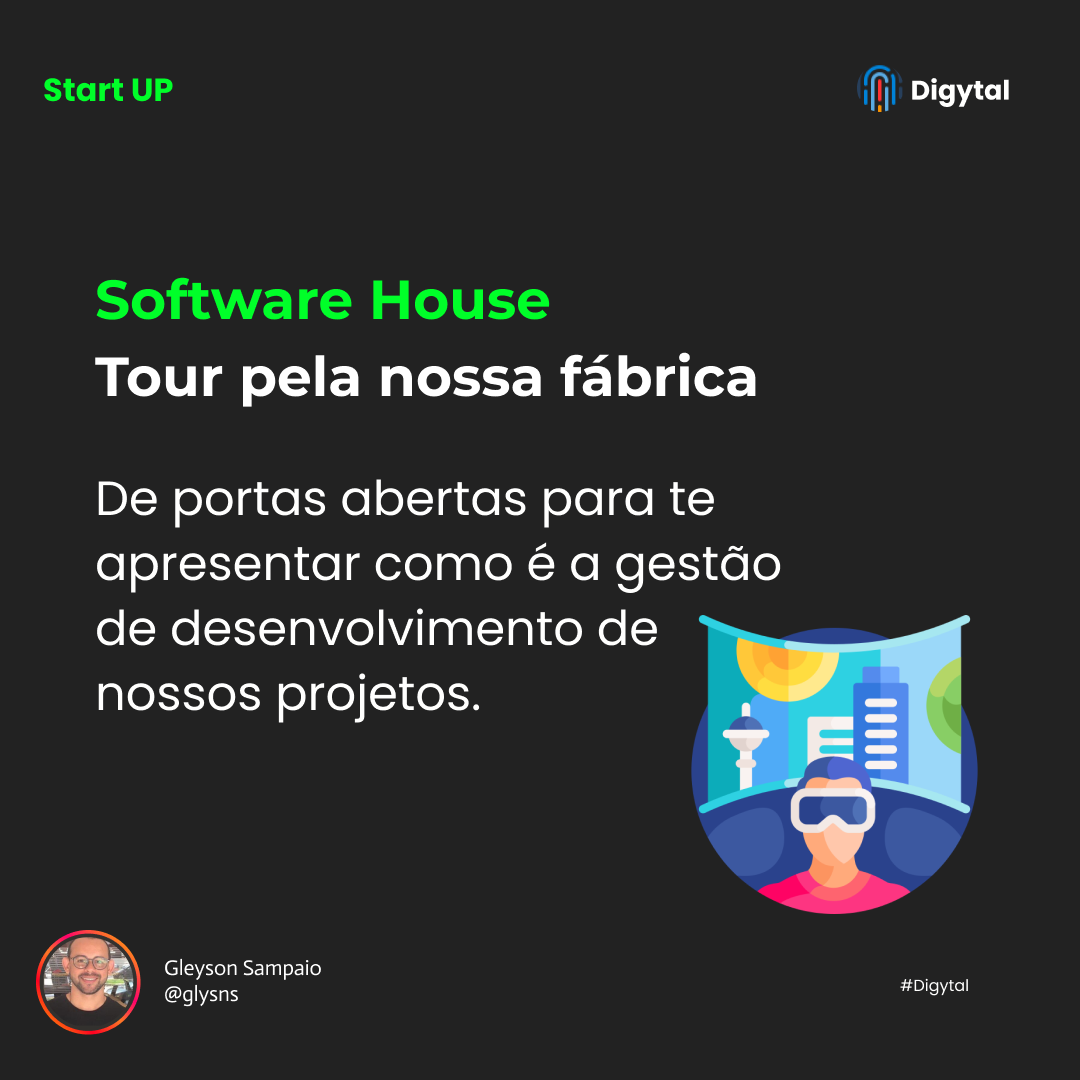 Start UP
Digytal
Software House
Tour pela nossa fábrica
De portas abertas para te
apresentar como é a gestão
de desenvolvimento de
nossos projetos.
Gleyson Sampaio
@glysns
#Digytal